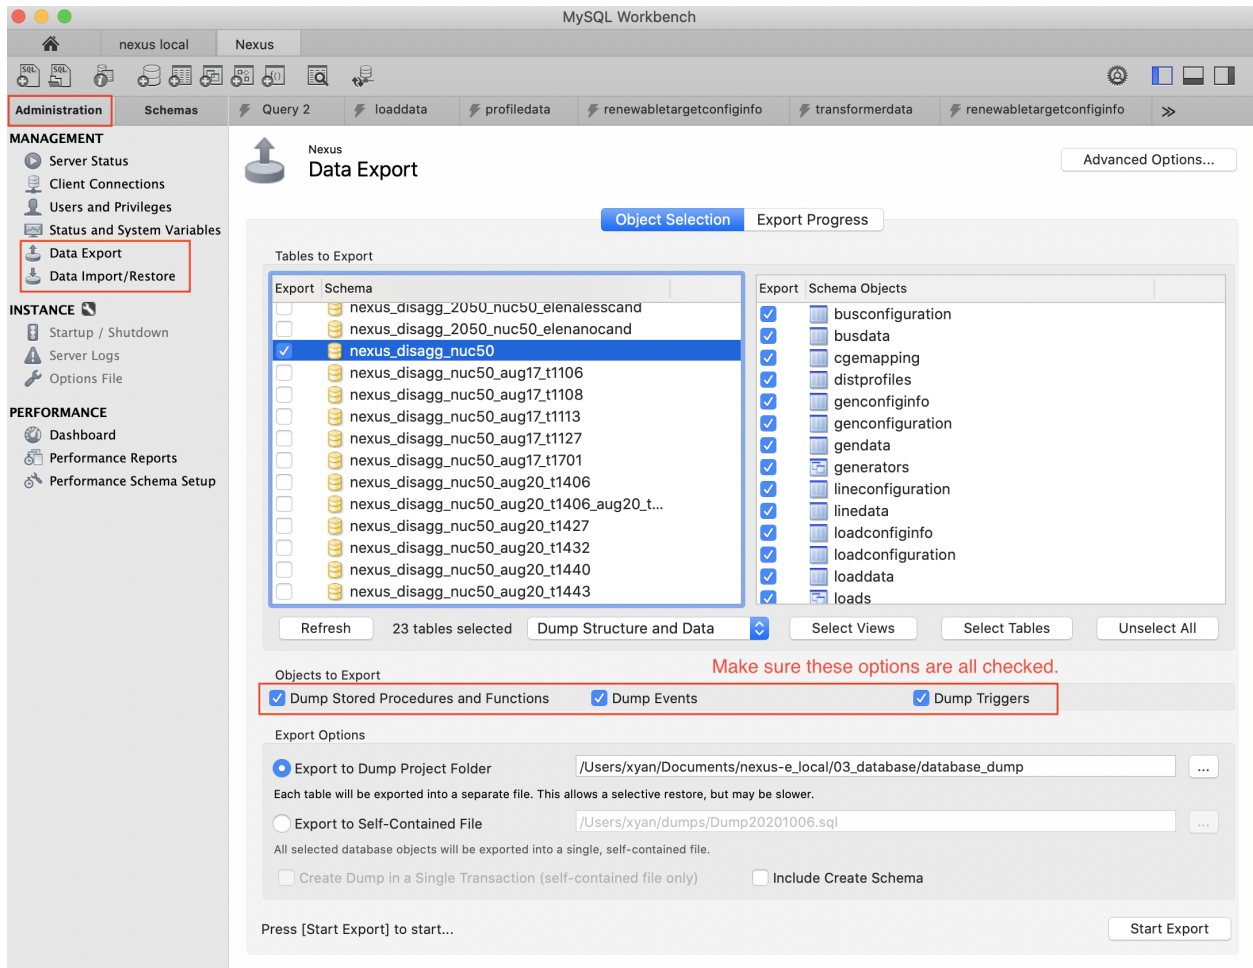 MySQL Workbench
nexus local
Nexus
SQL
SQL
Administration
Schemas
Query 2
loaddata
profiledata
renewabletargetconfiginfo
transformerdata
renewabletargetconfiginfo
MANAGEMENT
Server Status
Client Connections
Users and Privileges
Status and System Variables
Data Export
Data Import/Restore
INSTANCE
Startup / Shutdown
Server Logs
Options File
PERFORMANCE
Dashboard
Performance Reports
Performance Schema Setup
Nexus
Data Export
Advanced Options...
Object Selection
Export Progress
Tables to Export
Export Schema
nexus_disagg_2050_nuc50_elenalesscand
nexus_disagg_2050_nuc50_elenanocand
nexus_disagg_nuc50
nexus_disagg_nuc50_aug17_t1106
nexus_disagg_nuc50_aug17_t1108
nexus_disagg_nuc50_aug17_t1113
nexus_disagg_nuc50_aug17_t1127
nexus_disagg_nuc50_aug17_t1701
nexus_disagg_nuc50_aug20_t1406
nexus_disagg_nuc50_aug20_t1406_aug20_t...
nexus_disagg_nuc50_aug20_t1427
nexus_disagg_nuc50_aug20_t1432
nexus_disagg_nuc50_aug20_t1440
nexus_disagg_nuc50_aug20_t1443
Export Schema Objects
busconfiguration
busdata
cgemapping
distprofiles
genconfiginfo
genconfiguration
gendata
generators
lineconfiguration
linedata
loadconfiginfo
loadconfiguration
loaddata
loads
Refresh
23 tables selected
Dump Structure and Data
Select Views
Select Tables
Unselect All
Make sure these options are all checked.
Objects to Export
Dump Stored Procedures and Functions
Dump Events
Dump Triggers
Export Options
Export to Dump Project Folder
/Users/xyan/Documents/nexus-e_local/03_database/database_dump
...
Each table will be exported into a separate file. This allows a selective restore, but may be slower.
Export to Self-Contained File
/Users/xyan/dumps/Dump20201006.sql
...
All selected database objects will be exported into a single, self-contained file.
Create Dump in a Single Transaction (self-contained file only)
Include Create Schema
Press [Start Export] to start...
Start Export